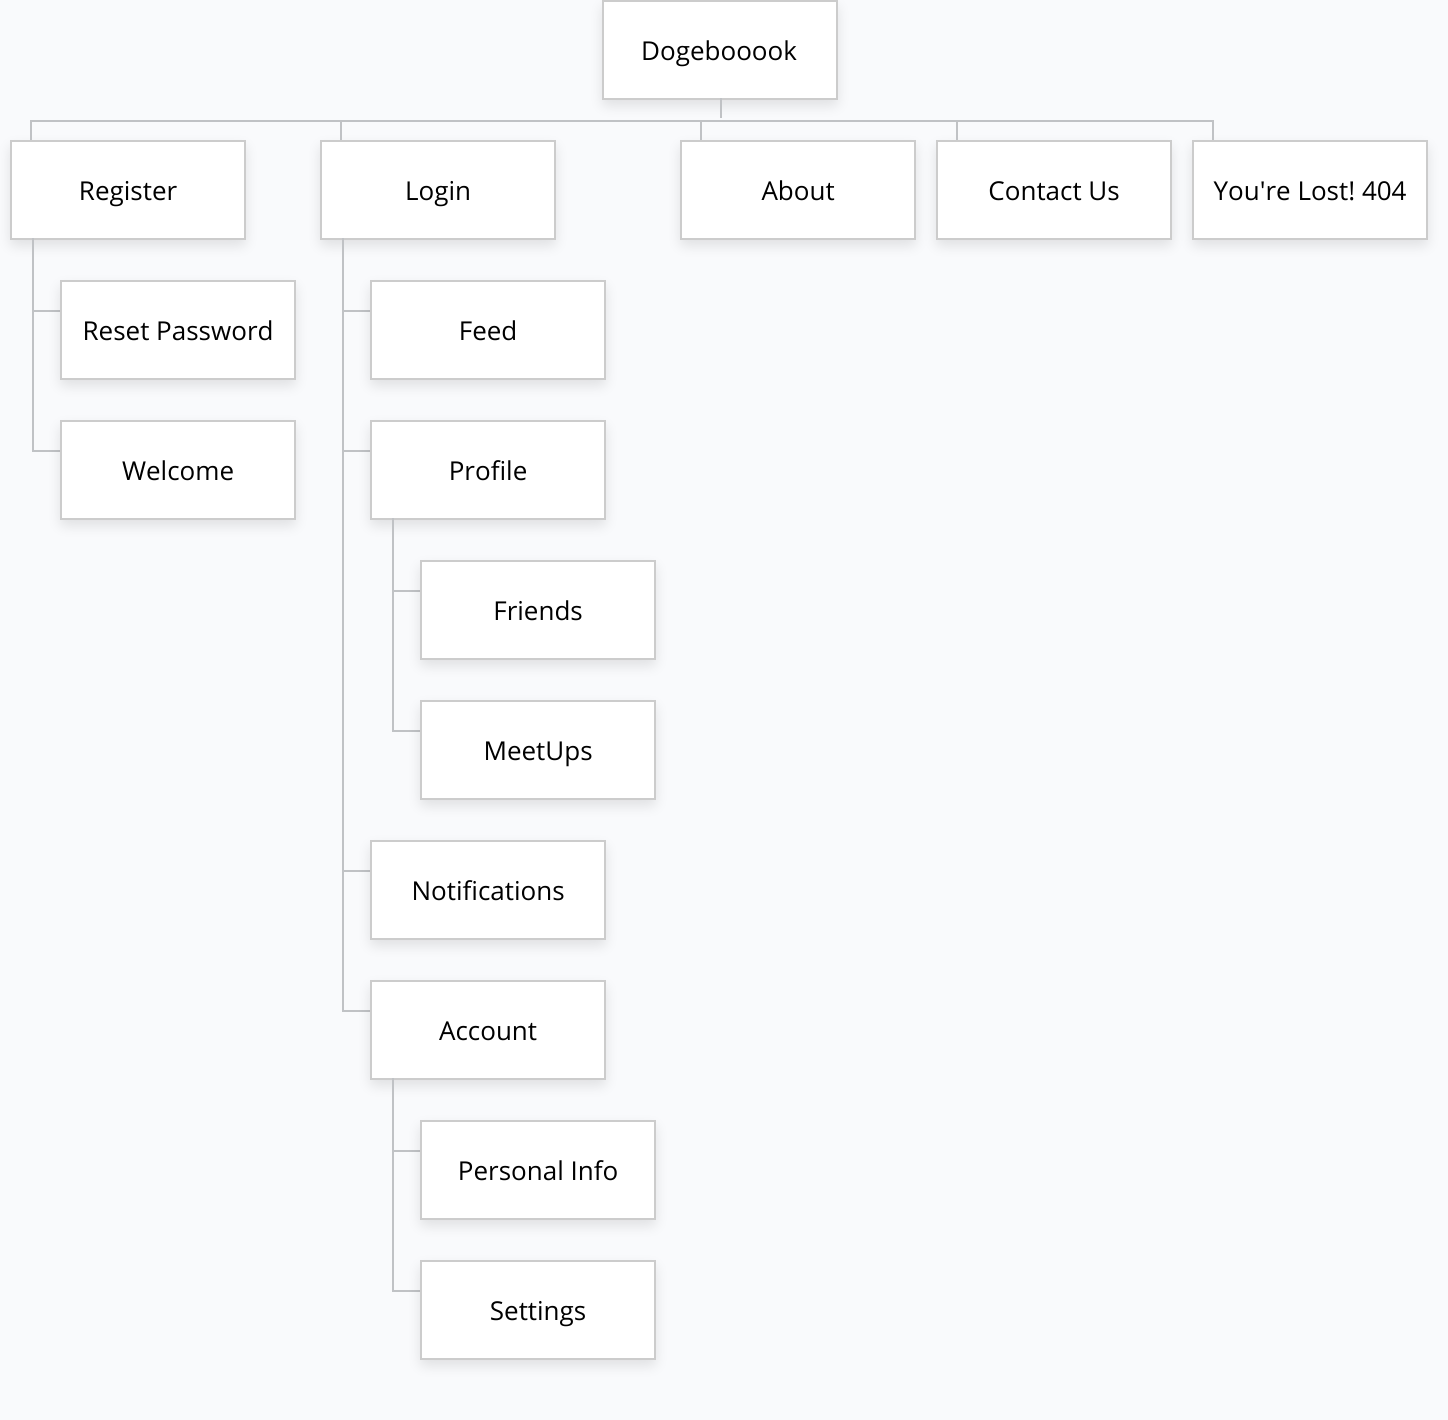 Dogebooook
Register
Login
About
Contact Us
You're Lost! 404
Reset Password
Feed
Welcome
Profile
Friends
MeetUps
Notifications
Account
Personal Info
Settings